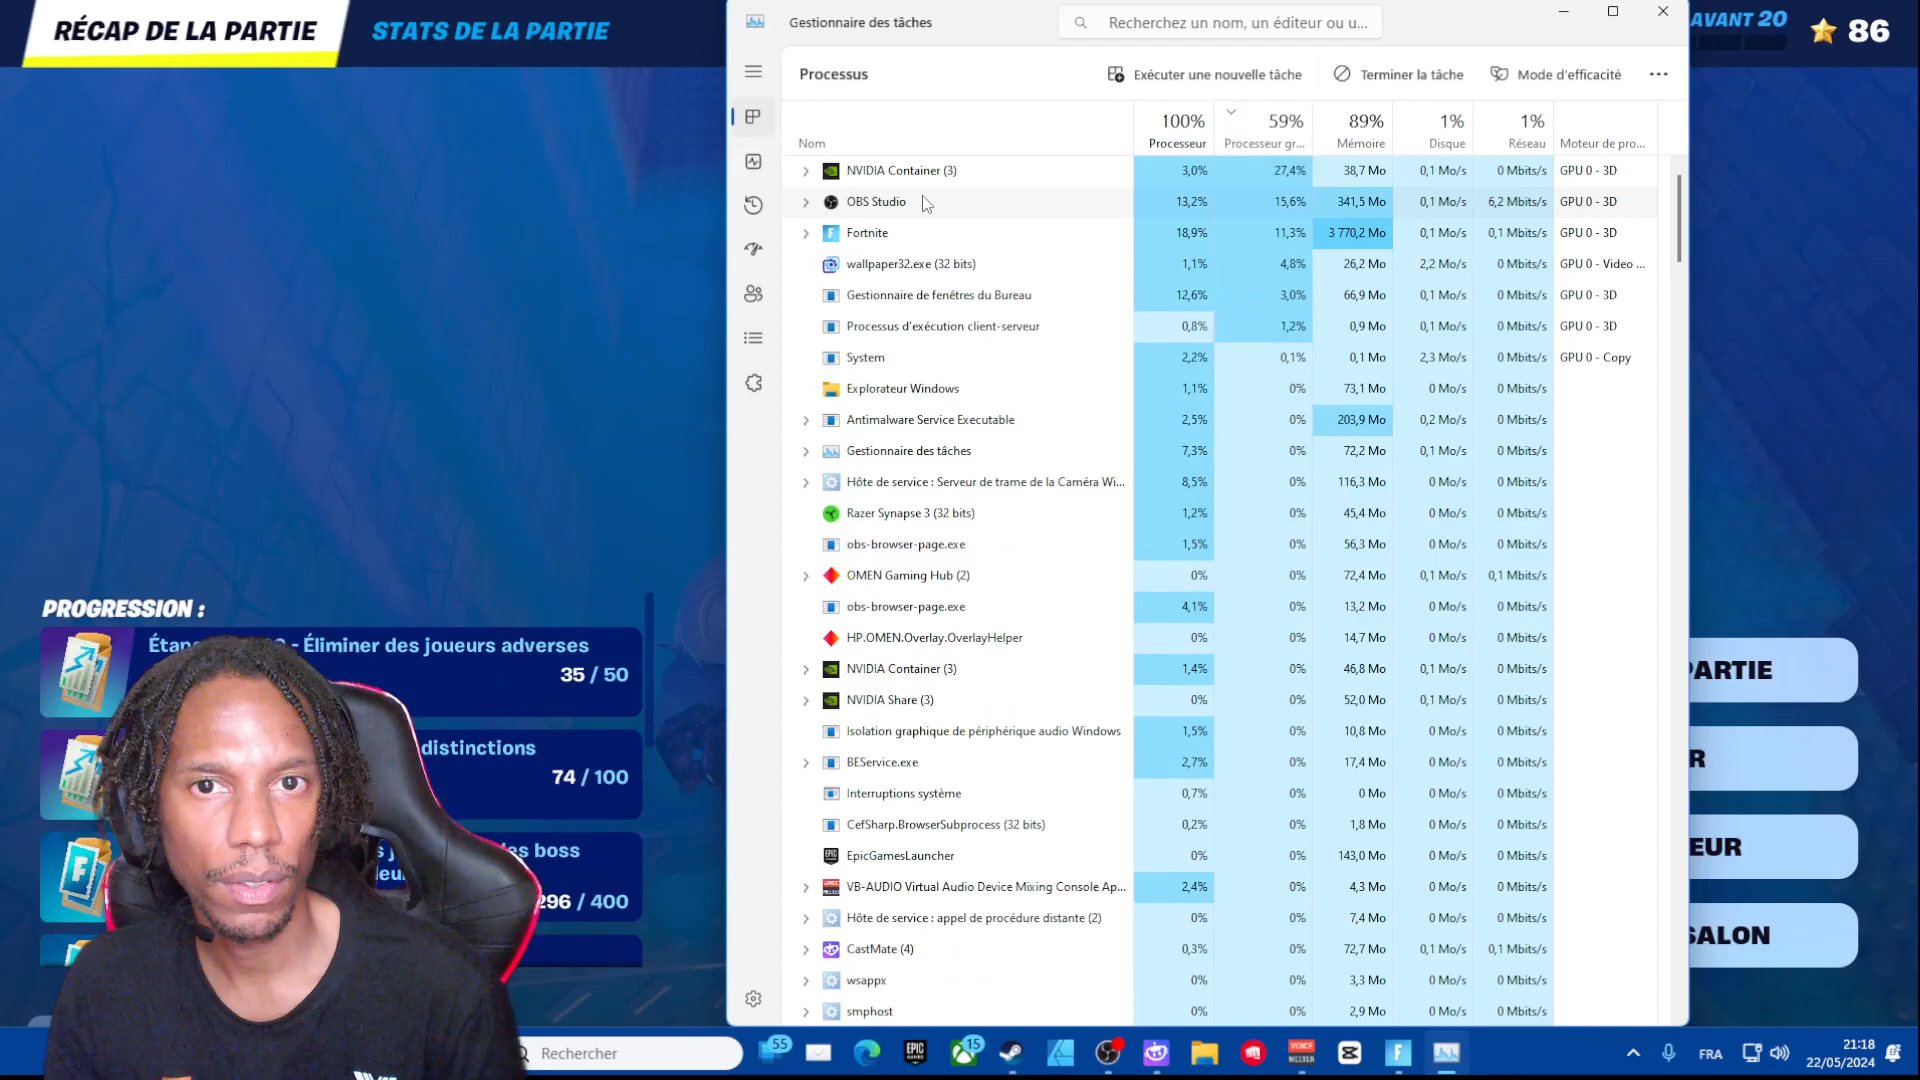 RÉCAP DE LA PARTIE
STATS DE LA PARTIE
Gestionnaire des tâches
Recherchez un nom, un éditeur ou u...
AVANT 20
86
Processus
Exécuter une nouvelle tâche
Terminer la tâche
Mode d'efficacité
100% 59% 89% 1% 1%
Nom Processeur Processeur gr... Mémoire Disque Réseau Moteur de pro...
NVIDIA Container (3) 3,0% 27,4% 38,7 Mo 0,1 Mo/s 0 Mbits/s GPU 0 - 3D
OBS Studio 13,2% 15,6% 341,5 Mo 0,1 Mo/s 6,2 Mbits/s GPU 0 - 3D
Fortnite 18,9% 11,3% 3 770,2 Mo 0,1 Mo/s 0,1 Mbits/s GPU 0 - 3D
wallpaper32.exe (32 bits) 1,1% 4,8% 26,2 Mo 2,2 Mo/s 0 Mbits/s GPU 0 - Video ...
Gestionnaire de fenêtres du Bureau 12,6% 3,0% 66,9 Mo 0,1 Mo/s 0 Mbits/s GPU 0 - 3D
Processus d'exécution client-serveur 0,8% 1,2% 0,9 Mo 0,1 Mo/s 0 Mbits/s GPU 0 - 3D
System 2,2% 0,1% 0,1 Mo 2,3 Mo/s 0 Mbits/s GPU 0 - Copy
Explorateur Windows 1,1% 0% 73,1 Mo 0 Mo/s 0 Mbits/s
Antimalware Service Executable 2,5% 0% 203,9 Mo 0,2 Mo/s 0 Mbits/s
Gestionnaire des tâches 7,3% 0% 72,2 Mo 0,1 Mo/s 0 Mbits/s
Hôte de service : Serveur de trame de la Caméra Wi... 8,5% 0% 116,3 Mo 0 Mo/s 0 Mbits/s
Razer Synapse 3 (32 bits) 1,2% 0% 45,4 Mo 0 Mo/s 0 Mbits/s
obs-browser-page.exe 1,5% 0% 56,3 Mo 0 Mo/s 0 Mbits/s
OMEN Gaming Hub (2) 0% 0% 72,4 Mo 0,1 Mo/s 0,1 Mbits/s
obs-browser-page.exe 4,1% 0% 13,2 Mo 0 Mo/s 0 Mbits/s
HP.OMEN.Overlay.OverlayHelper 0% 0% 14,7 Mo 0 Mo/s 0 Mbits/s
NVIDIA Container (3) 1,4% 0% 46,8 Mo 0,1 Mo/s 0 Mbits/s
NVIDIA Share (3) 0% 0% 52,0 Mo 0,1 Mo/s 0 Mbits/s
Isolation graphique de périphérique audio Windows 1,5% 0% 10,8 Mo 0 Mo/s 0 Mbits/s
BEService.exe 2,7% 0% 17,4 Mo 0 Mo/s 0 Mbits/s
Interruptions système 0,7% 0% 0 Mo 0 Mo/s 0 Mbits/s
CefSharp.BrowserSubprocess (32 bits) 0,2% 0% 1,8 Mo 0 Mo/s 0 Mbits/s
EpicGamesLauncher 0% 0% 143,0 Mo 0 Mo/s 0 Mbits/s
VB-AUDIO Virtual Audio Device Mixing Console Ap... 2,4% 0% 4,3 Mo 0 Mo/s 0 Mbits/s
Hôte de service : appel de procédure distante (2) 0% 0% 7,4 Mo 0 Mo/s 0 Mbits/s
CastMate (4) 0,3% 0% 72,7 Mo 0,1 Mo/s 0,1 Mbits/s
wsappx 0% 0% 3,3 Mo 0 Mo/s 0 Mbits/s
smphost 0% 0% 2,9 Mo 0 Mo/s 0 Mbits/s
PROGRESSION :
- Éliminer des joueurs adverses
35 / 50
distinctions
74 / 100
boss
296 / 400
PARTIE
R
EUR
SALON
Rechercher
55
EPIC GAMES
15
VOICE MEETER
FRA
21:18
22/05/2024